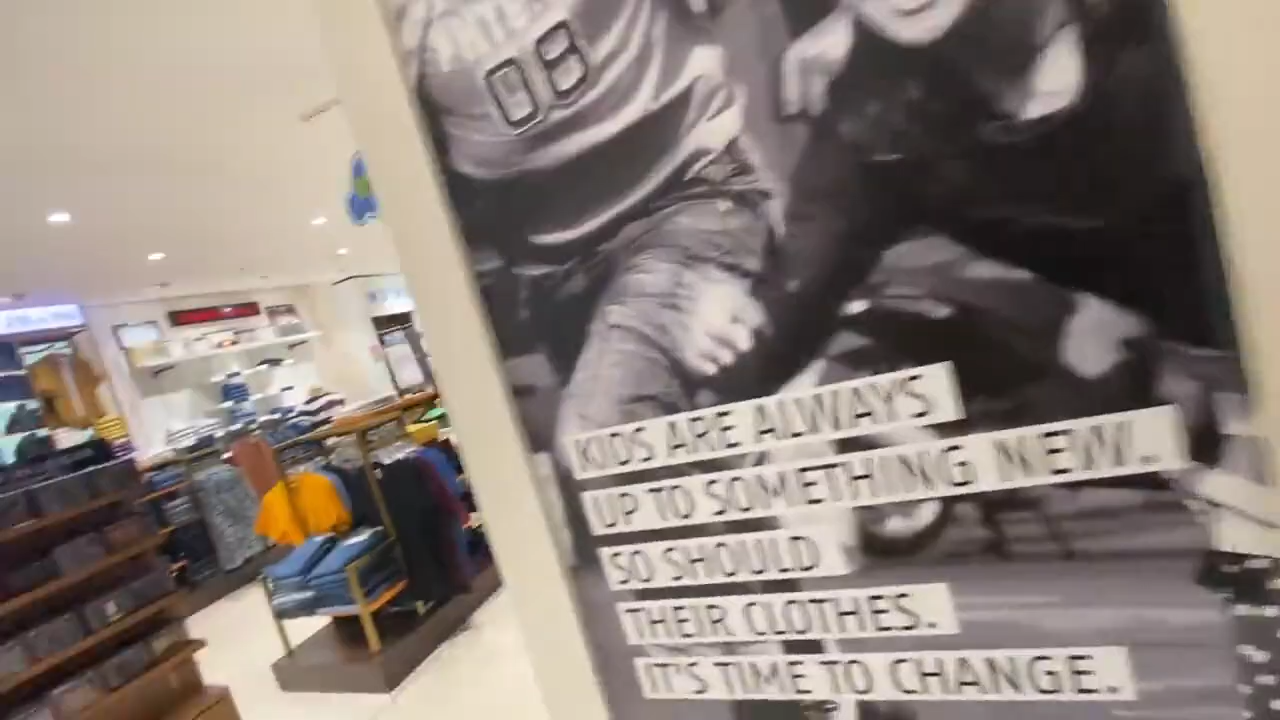 08
KIDS ARE ALWAYS
UP TO SOMETHING NEW.
SO SHOULD
THEIR CLOTHES.
IT'S TIME TO CHANGE.